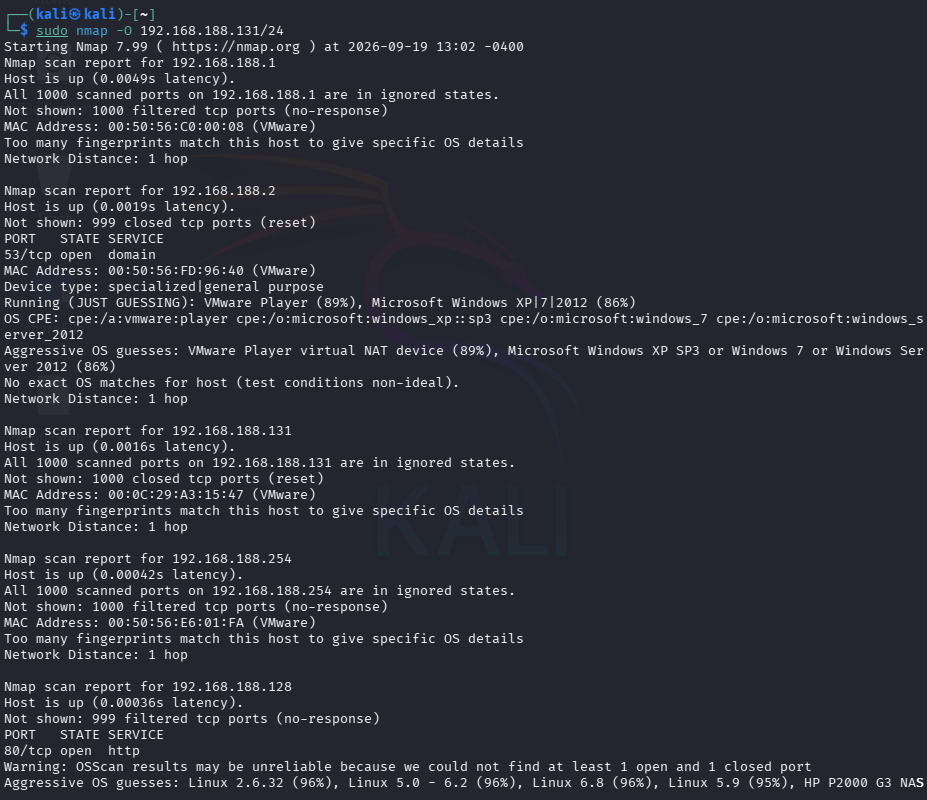 ┌──(kali㉿kali)-[~]
└─$ sudo nmap -O 192.168.188.131/24
Starting Nmap 7.99 ( https://nmap.org ) at 2026-09-19 13:02 -0400
Nmap scan report for 192.168.188.1
Host is up (0.0049s latency).
All 1000 scanned ports on 192.168.188.1 are in ignored states.
Not shown: 1000 filtered tcp ports (no-response)
MAC Address: 00:50:56:C0:00:08 (VMware)
Too many fingerprints match this host to give specific OS details
Network Distance: 1 hop

Nmap scan report for 192.168.188.2
Host is up (0.0019s latency).
Not shown: 999 closed tcp ports (reset)
PORT   STATE SERVICE
53/tcp open  domain
MAC Address: 00:50:56:FD:96:40 (VMware)
Device type: specialized|general purpose
Running (JUST GUESSING): VMware Player (89%), Microsoft Windows XP|7|2012 (86%)
OS CPE: cpe:/a:vmware:player cpe:/o:microsoft:windows_xp::sp3 cpe:/o:microsoft:windows_7 cpe:/o:microsoft:windows_s
erver_2012
Aggressive OS guesses: VMware Player virtual NAT device (89%), Microsoft Windows XP SP3 or Windows 7 or Windows Ser
ver 2012 (86%)
No exact OS matches for host (test conditions non-ideal).
Network Distance: 1 hop

Nmap scan report for 192.168.188.131
Host is up (0.0016s latency).
All 1000 scanned ports on 192.168.188.131 are in ignored states.
Not shown: 1000 closed tcp ports (reset)
MAC Address: 00:0C:29:A3:15:47 (VMware)
Too many fingerprints match this host to give specific OS details
Network Distance: 1 hop
KALI

Nmap scan report for 192.168.188.254
Host is up (0.00042s latency).
All 1000 scanned ports on 192.168.188.254 are in ignored states.
Not shown: 1000 filtered tcp ports (no-response)
MAC Address: 00:50:56:E6:01:FA (VMware)
Too many fingerprints match this host to give specific OS details
Network Distance: 1 hop

Nmap scan report for 192.168.188.128
Host is up (0.00036s latency).
Not shown: 999 filtered tcp ports (no-response)
PORT   STATE SERVICE
80/tcp open  http
Warning: OSScan results may be unreliable because we could not find at least 1 open and 1 closed port
Aggressive OS guesses: Linux 2.6.32 (96%), Linux 5.0 - 6.2 (96%), Linux 6.8 (96%), Linux 5.9 (95%), HP P2000 G3 NAS